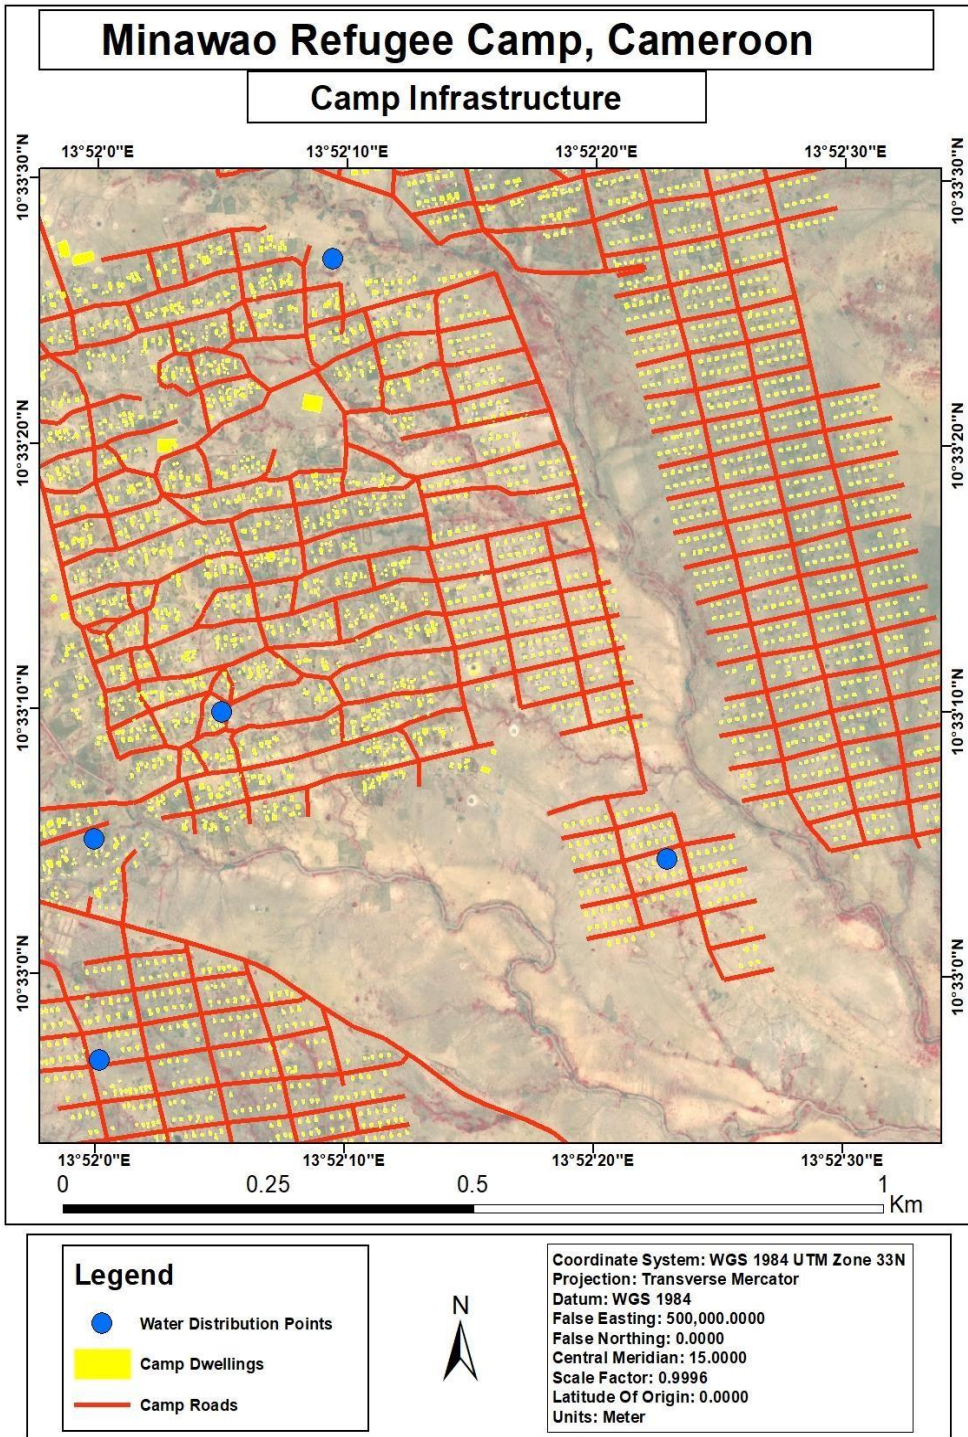 Minawao Refugee Camp, Cameroon
Camp Infrastructure
13°52'0"E 13°52'10"E 13°52'20"E 13°52'30"E
10°33'30"N 10°33'30"N
10°33'20"N 10°33'20"N
10°33'10"N 10°33'10"N
10°33'0"N 10°33'0"N
13°52'0"E 13°52'10"E 13°52'20"E 13°52'30"E
0 0.25 0.5 1
Km
Legend
Water Distribution Points
Camp Dwellings
Camp Roads
N
Coordinate System: WGS 1984 UTM Zone 33N
Projection: Transverse Mercator
Datum: WGS 1984
False Easting: 500,000.0000
False Northing: 0.0000
Central Meridian: 15.0000
Scale Factor: 0.9996
Latitude Of Origin: 0.0000
Units: Meter